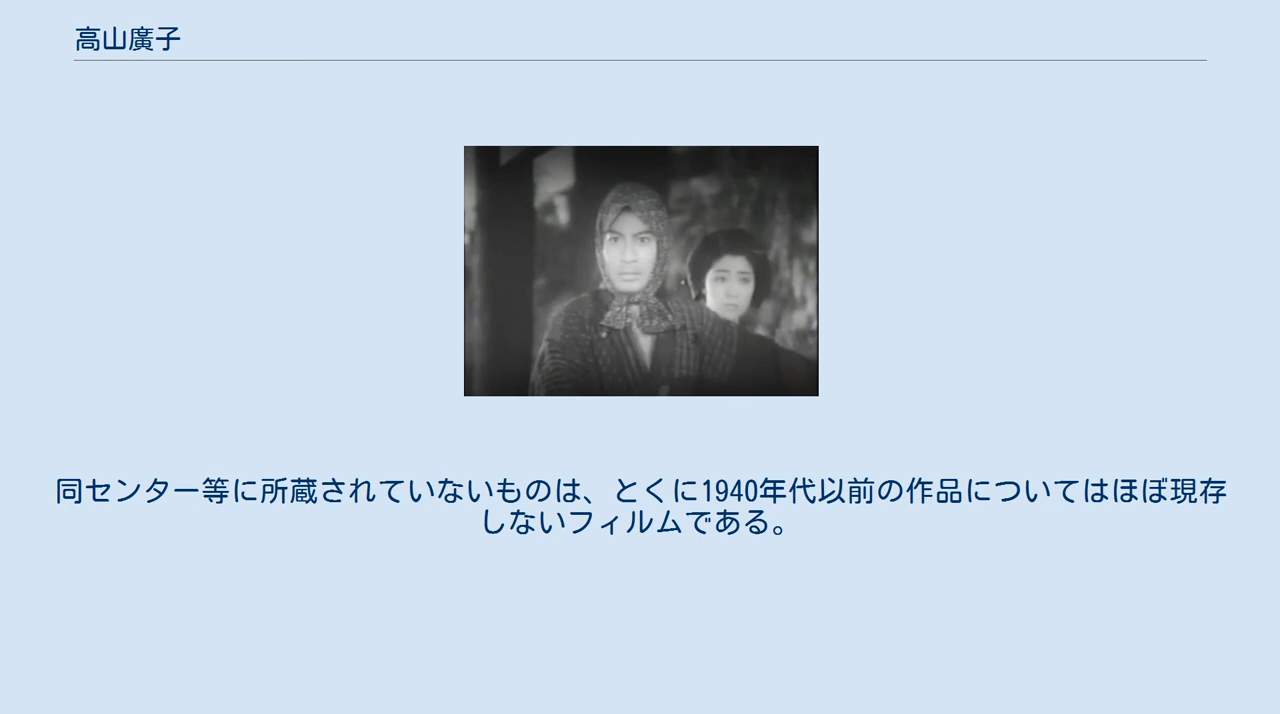 高山廣子
同センター等に所蔵されていないものは、とくに1940年代以前の作品についてはほぼ現存
しないフィルムである。